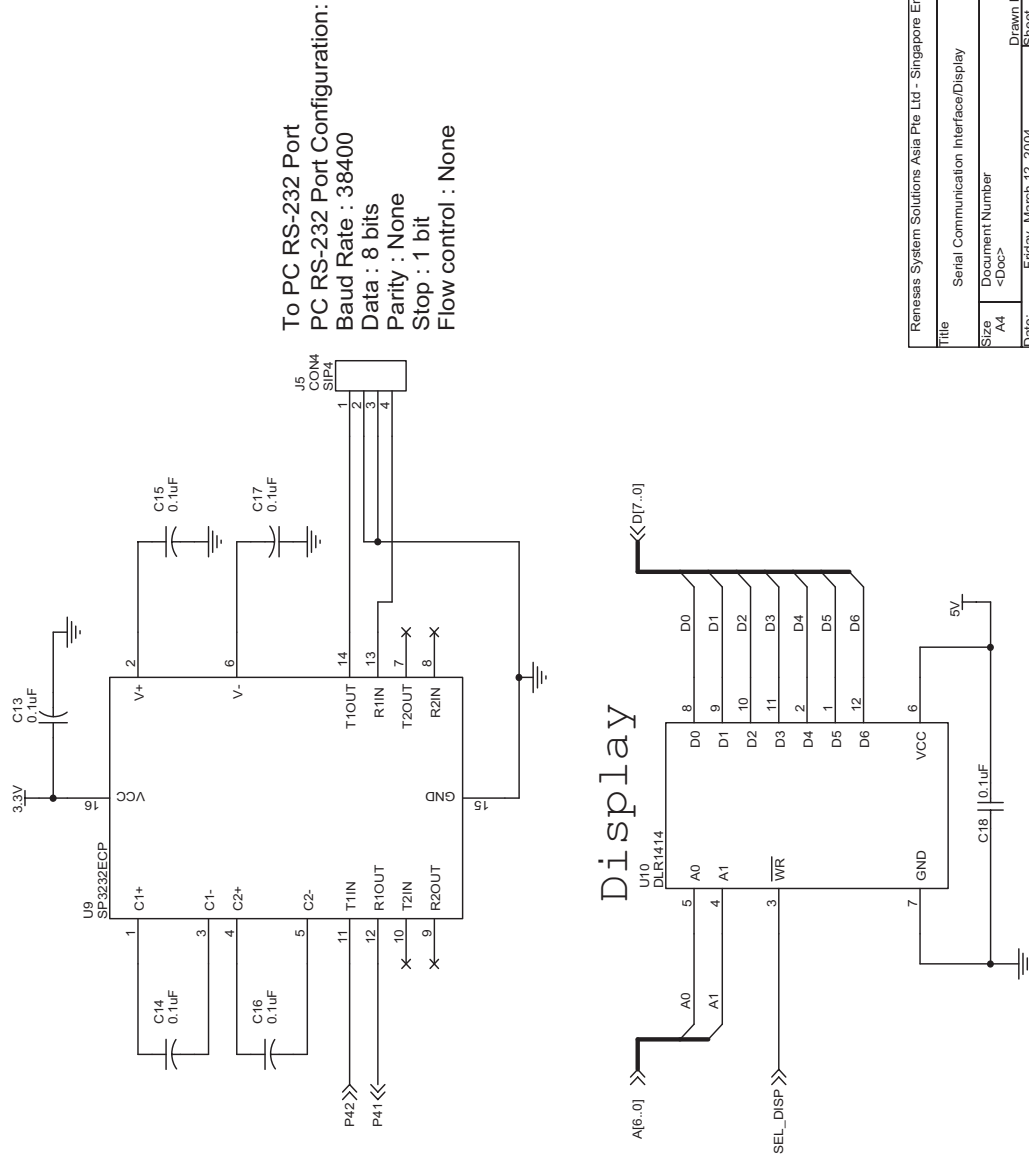 3.3V
C13
0.1uF
U9
SP3232ECP
16
VCC
1
C1+
2
V+
C15
0.1uF
C14
0.1uF
3
C1-
4
C2+
6
V-
C17
0.1uF
C16
0.1uF
5
C2-
P42
11
T1IN
T1OUT
14
P41
12
R1OUT
R1IN
13
10
T2IN
T2OUT
7
9
R2OUT
R2IN
8
GND
15
J5
CON4
SIP4
1
2
3
4
To PC RS-232 Port
PC RS-232 Port Configuration:
Baud Rate : 38400
Data : 8 bits
Parity : None
Stop : 1 bit
Flow control : None
Display
U10
DLR1414
A[6..0]
A0
5
A0
A1
4
A1
SEL_DISP
3
WR
7
GND
D[7..0]
D0
8
D0
D1
9
D1
D2
10
D2
D3
11
D3
D4
2
D4
D5
1
D5
D6
12
D6
VCC
6
5V
C18
0.1uF
Renesas System Solutions Asia Pte Ltd - Singapore
Title
Serial Communication Interface/Display
Size
A4
Document Number
<Doc>
Drawn
Date:
Friday, March 12, 2004
Sheet